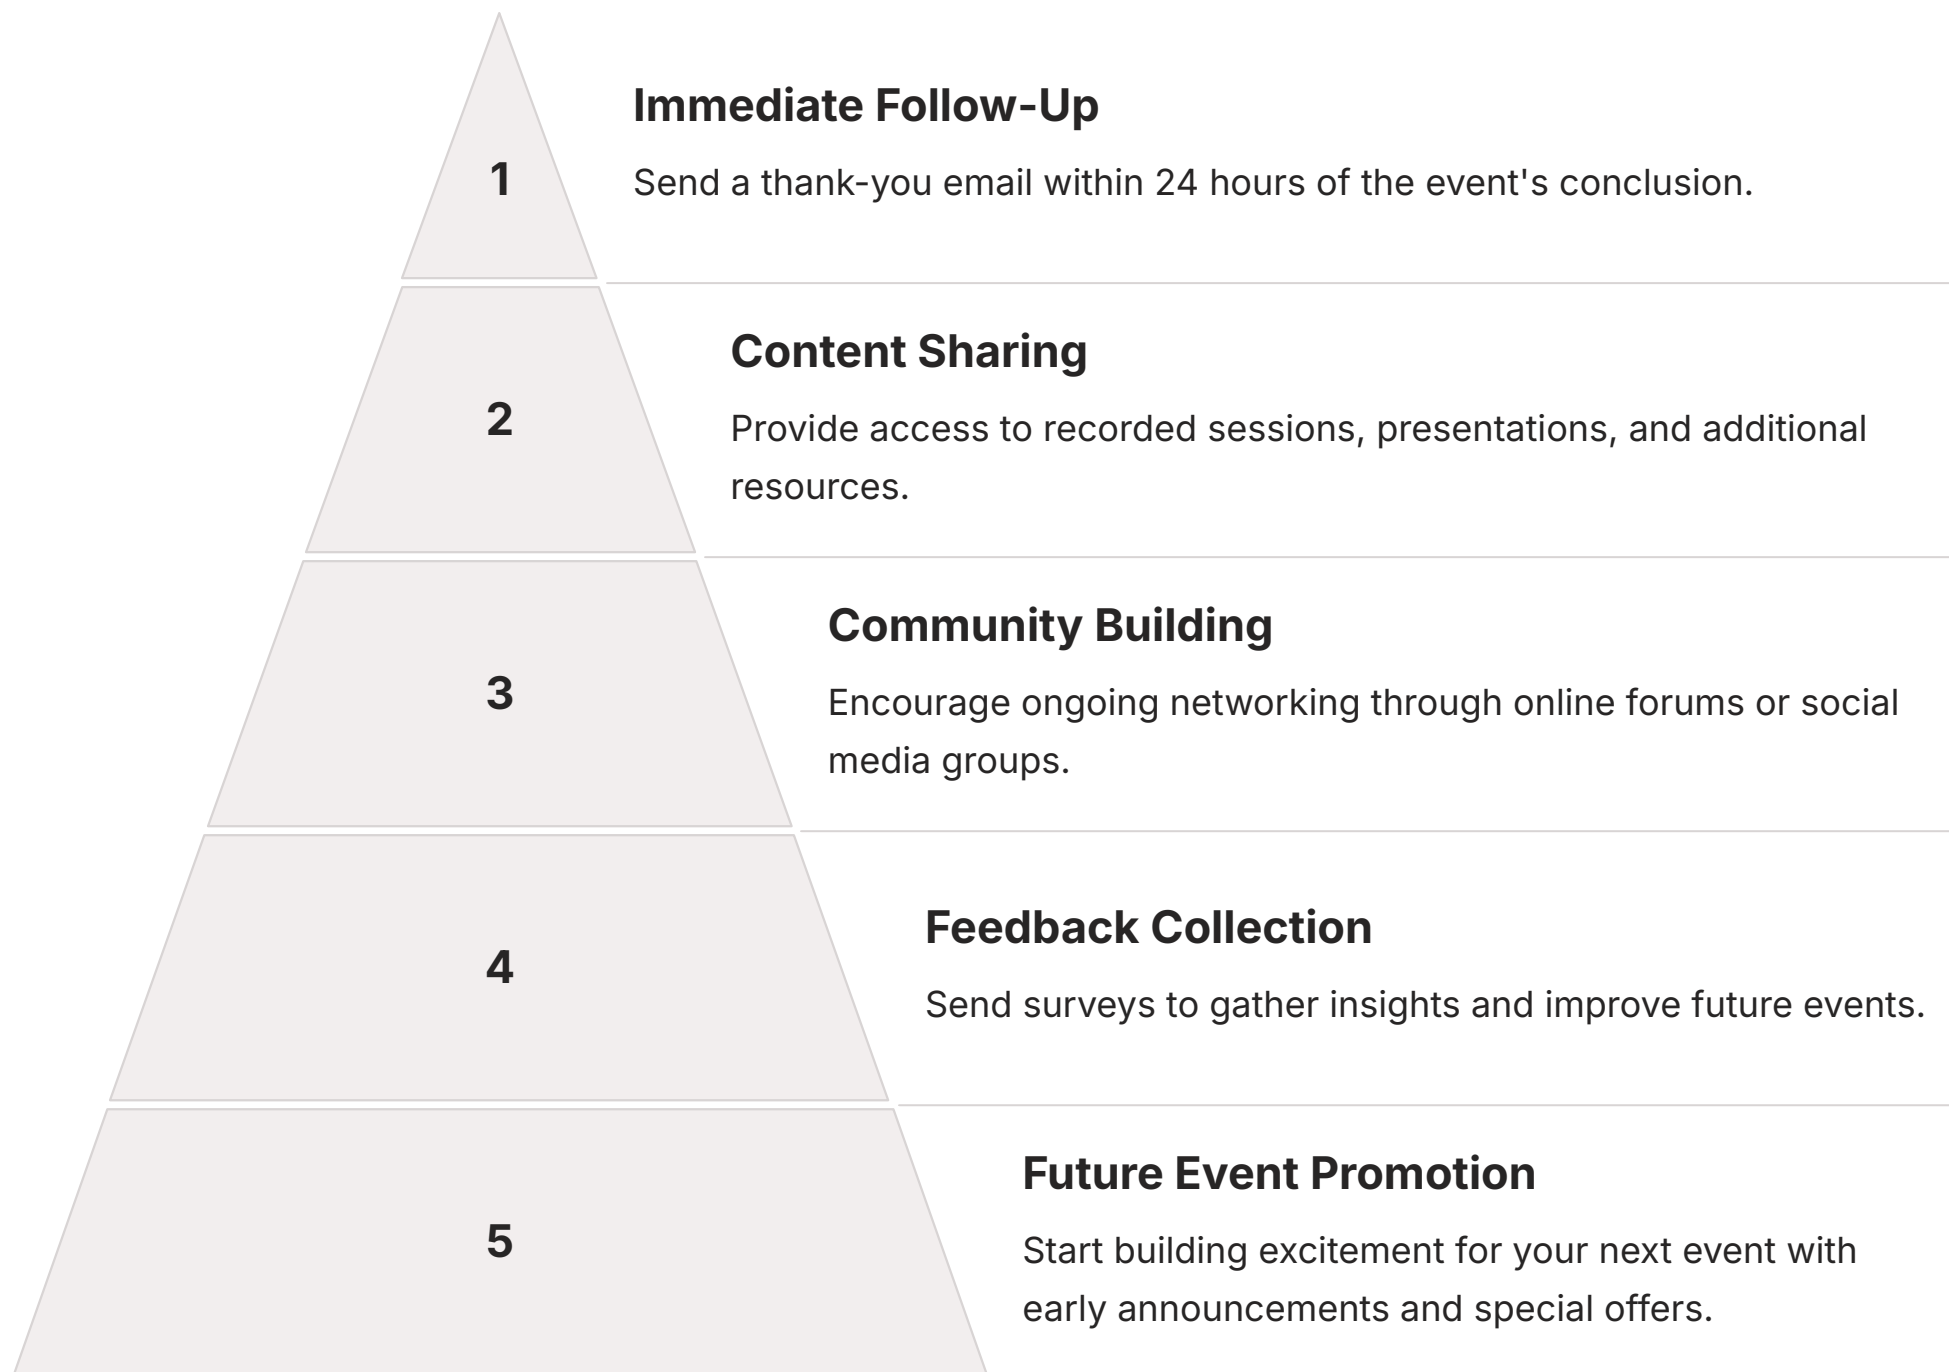 Immediate Follow-Up
1
Send a thank-you email within 24 hours of the event's conclusion.
Content Sharing
2
Provide access to recorded sessions, presentations, and additional
resources.
Community Building
3
Encourage ongoing networking through online forums or social
media groups.
Feedback Collection
4
Send surveys to gather insights and improve future events.
Future Event Promotion
5
Start building excitement for your next event with
early announcements and special offers.